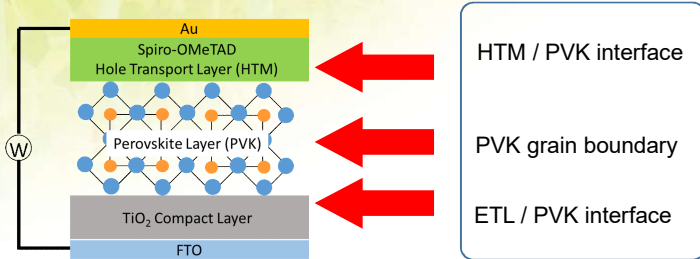 Au
Spiro-OMeTAD
Hole Transport Layer (HTM)
HTM / PVK interface
W
Perovskite Layer (PVK)
PVK grain boundary
TiO₂ Compact Layer
ETL / PVK interface
FTO